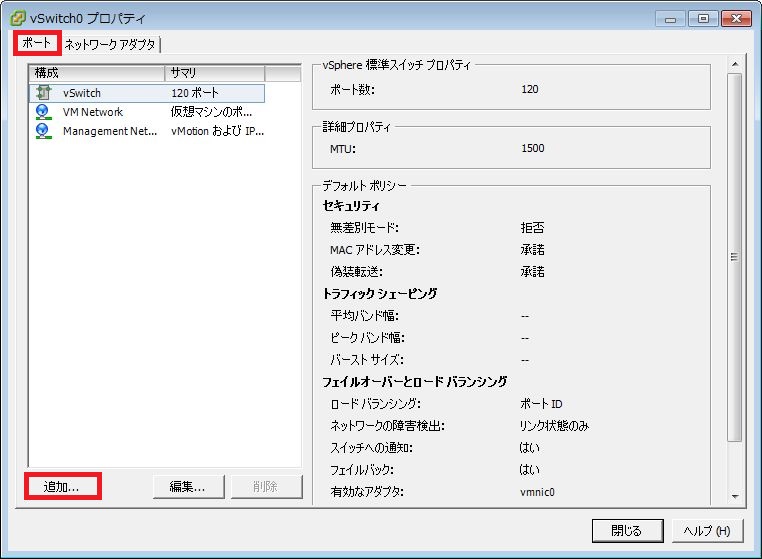 vSwitch0 プロパティ
ポート ネットワーク アダプタ
構成 サマリ
vSwitch 120 ポート
VM Network 仮想マシンのポ...
Management Net... vMotion および IP...
追加... 編集... 削除
vSphere 標準スイッチ プロパティ
ポート数: 120
詳細プロパティ
MTU: 1500
デフォルト ポリシー
セキュリティ
無差別モード: 拒否
MAC アドレス変更: 承諾
偽装転送: 承諾
トラフィック シェーピング
平均バンド幅: --
ピーク バンド幅: --
バースト サイズ: --
フェイルオーバーとロード バランシング
ロード バランシング: ポート ID
ネットワークの障害検出: リンク状態のみ
スイッチへの通知: はい
フェイルバック: はい
有効なアダプタ: vmnic0
閉じる ヘルプ (H)